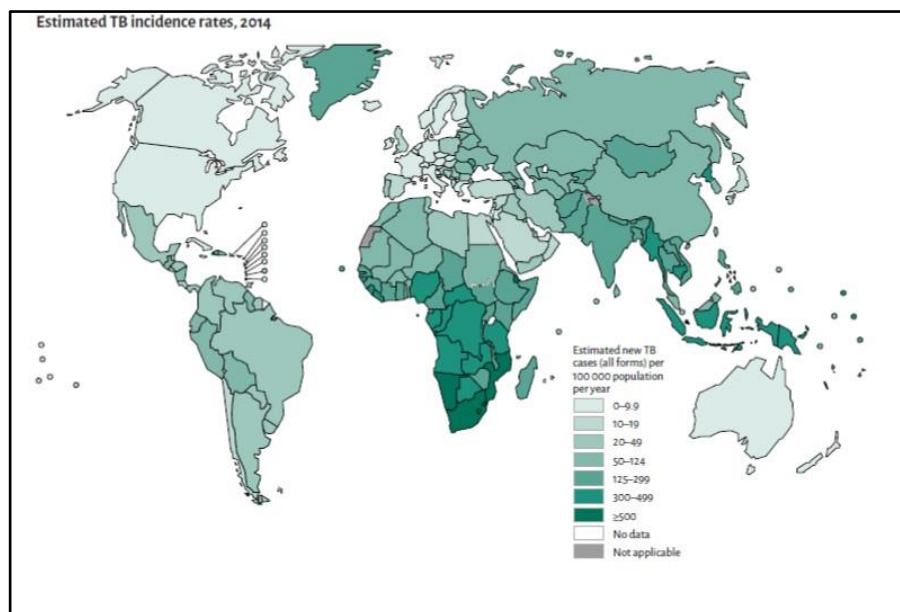 Estimated TB incidence rates, 2014
Estimated new TB
cases (all forms) per
100 000 population
per year
0–9.9
10–19
20–49
50–124
125–299
300–499
≥500
No data
Not applicable